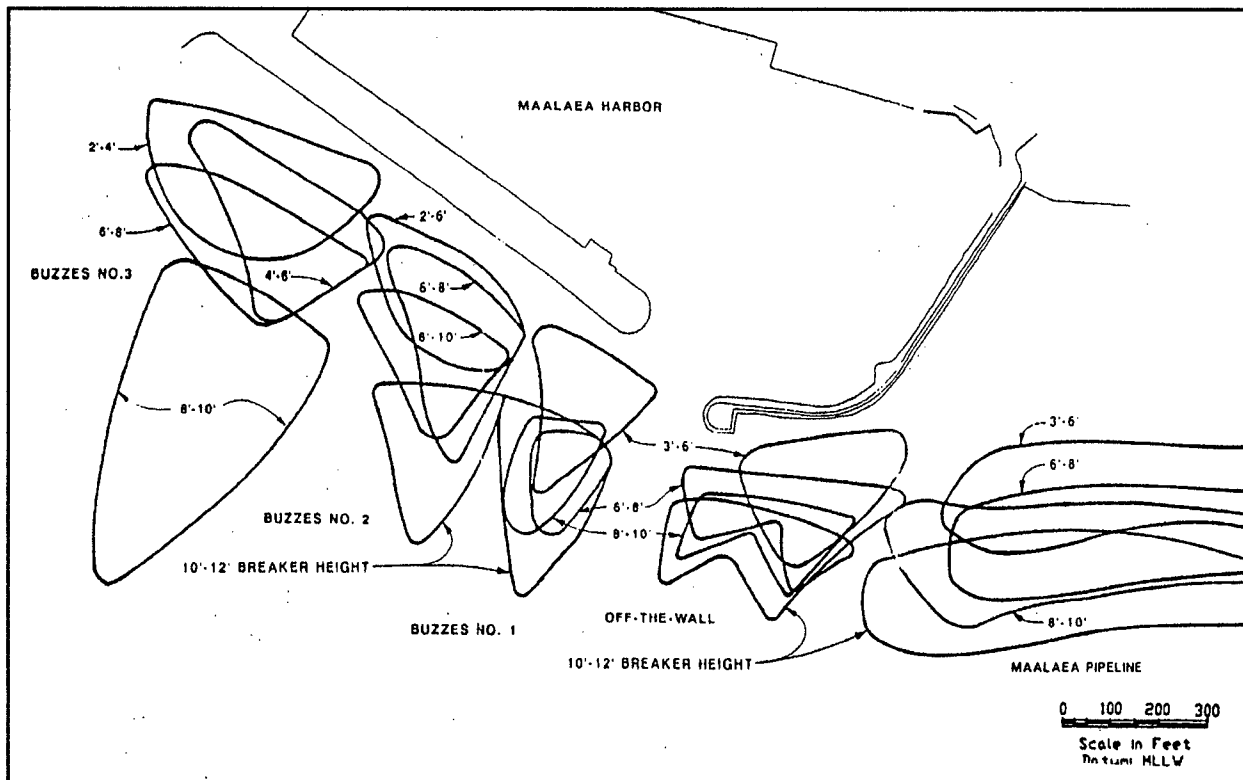 MAALAEA HARBOR
2'-4'
2'-6'
6'-8'
BUZZES NO.3
4'-6'
6'-8'
8'-10'
8'-10'
3'-6'
3'-6'
6'-8'
6'-8'
8'-10'
BUZZES NO. 2
10'-12' BREAKER HEIGHT
BUZZES NO. 1
OFF-THE-WALL
8'-10'
10'-12' BREAKER HEIGHT
MAALAEA PIPELINE
0 100 200 300
Scale in Feet
Datum: MLLW